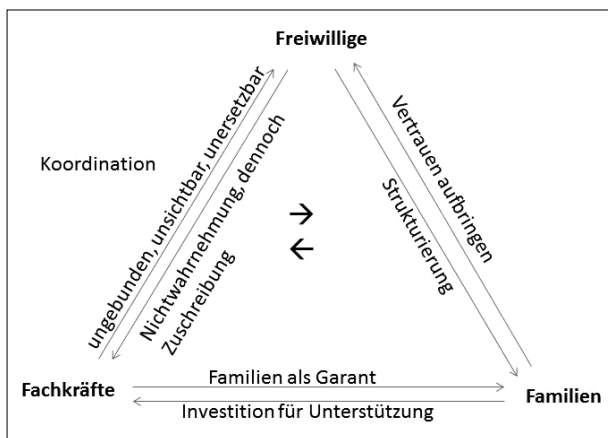 Freiwillige
Koordination
ungebunden, unsichtbar, unersetzbar
Nichtwahrnehmung, dennoch
Zuschreibung
Vertrauen aufbringen
Strukturierung
Fachkräfte
Familien als Garant
Investition für Unterstützung
Familien